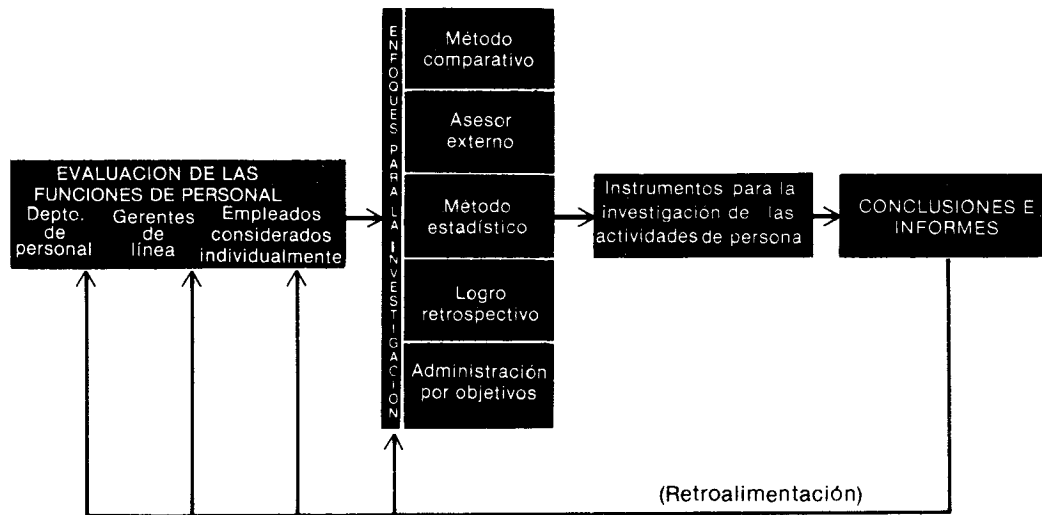 EVALUACION DE LAS
FUNCIONES DE PERSONAL
Depto.
de
personal
Gerentes
de
línea
Empleados
considerados
individualmente
ENFOQUES PARA LA INVESTIGACION
Método
comparativo
Asesor
externo
Método
estadístico
Logro
retrospectivo
Administración
por objetivos
Instrumentos para la
investigación de las
actividades de persona
CONCLUSIONES E
INFORMES
(Retroalimentación)